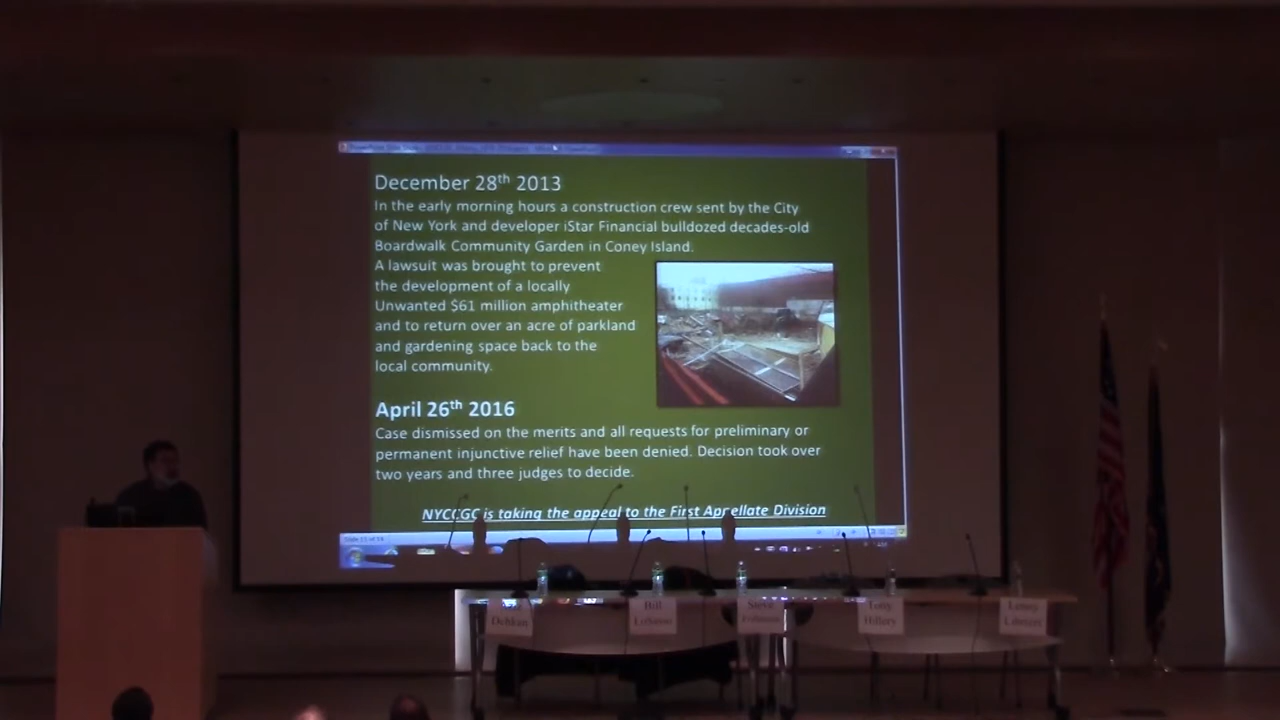 December 28th 2013
In the early morning hours a construction crew sent by the City
of New York and developer iStar Financial bulldozed decades-old
Boardwalk Community Garden in Coney Island.
A lawsuit was brought to prevent
the development of a locally
Unwanted $61 million amphitheater
and to return over an acre of parkland
and gardening space back to the
local community.
April 26th 2016
Case dismissed on the merits and all requests for preliminary or
permanent injunctive relief have been denied. Decision took over
two years and three judges to decide.
NYCCGC is taking the appeal to the First Appellate Division
Bill
Steve
Tony
Hillery